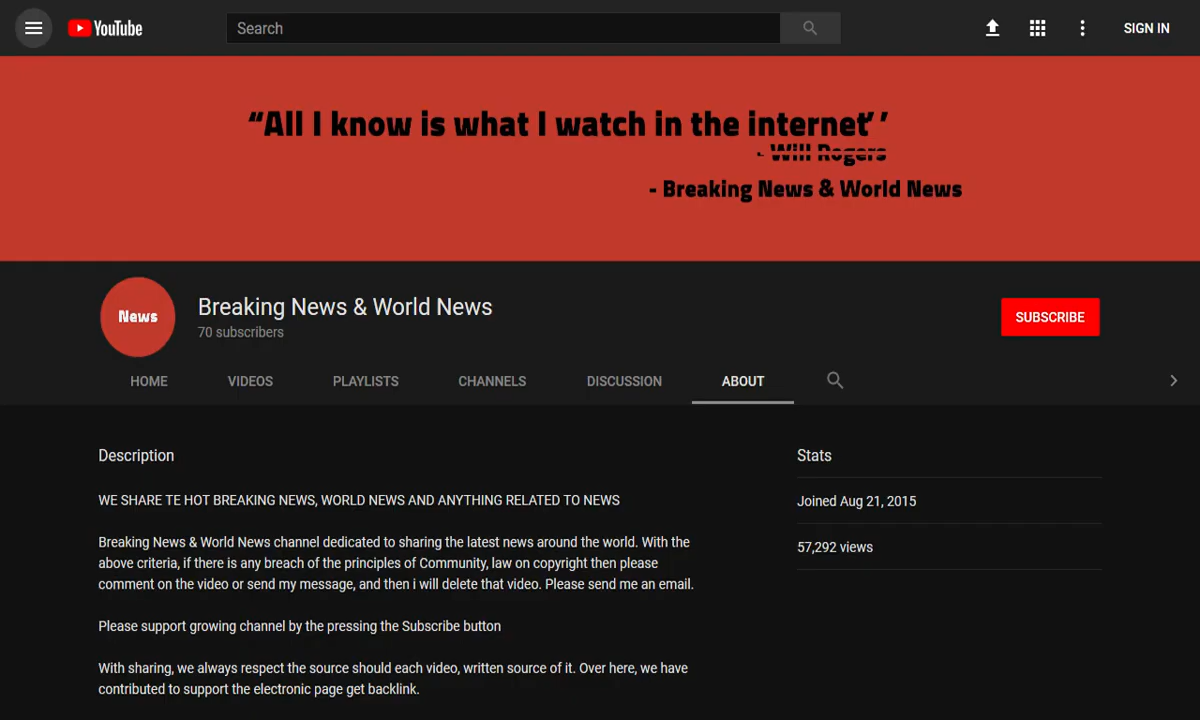 YouTube
Search
SIGN IN
“All I know is what I watch in the internet’’
- Will Rogers
- Breaking News & World News
News
Breaking News & World News
70 subscribers
SUBSCRIBE
HOME VIDEOS PLAYLISTS CHANNELS DISCUSSION ABOUT
Description
WE SHARE TE HOT BREAKING NEWS, WORLD NEWS AND ANYTHING RELATED TO NEWS
Breaking News & World News channel dedicated to sharing the latest news around the world. With the
above criteria, if there is any breach of the principles of Community, law on copyright then please
comment on the video or send my message, and then i will delete that video. Please send me an email.
Please support growing channel by the pressing the Subscribe button
With sharing, we always respect the source should each video, written source of it. Over here, we have
contributed to support the electronic page get backlink.
Stats
Joined Aug 21, 2015
57,292 views